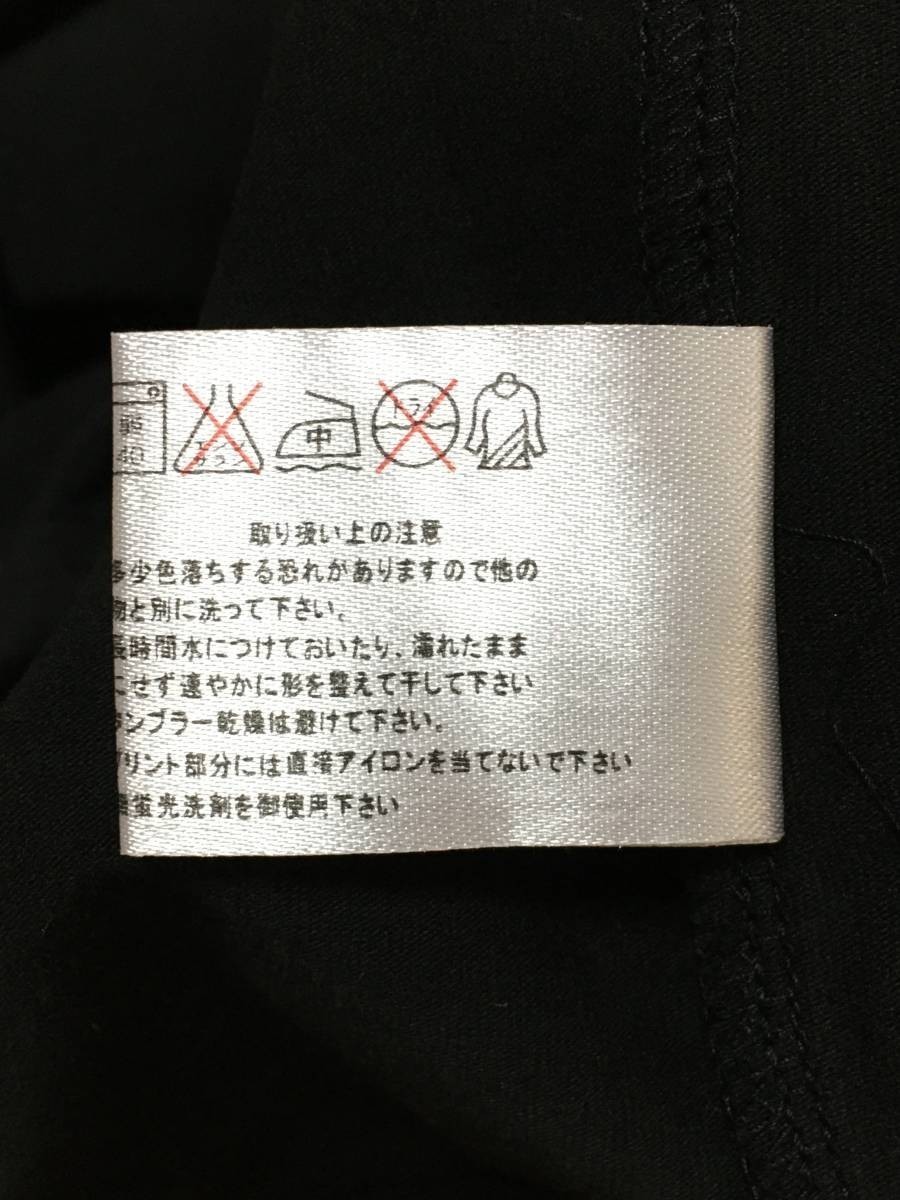 40
中
ドライ
取り扱い上の注意
多少色落ちする恐れがありますので他の
物と別に洗って下さい。
長時間水につけておいたり、濡れたまま
にせず速やかに形を整えて干して下さい
タンブラー乾燥は避けて下さい。
プリント部分には直接アイロンを当てないで下さい
蛍光洗剤を御使用下さい